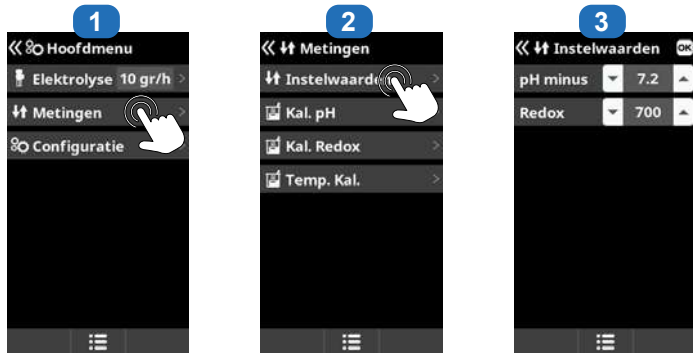 1
« Hoofdmenu
Elektrolyse 10 gr/h >
Metingen >
Configuratie
2
« Metingen
Instelwaarden >
Kal. pH >
Kal. Redox >
Temp. Kal. >
3
« Instelwaarden OK
pH minus 7.2
Redox 700